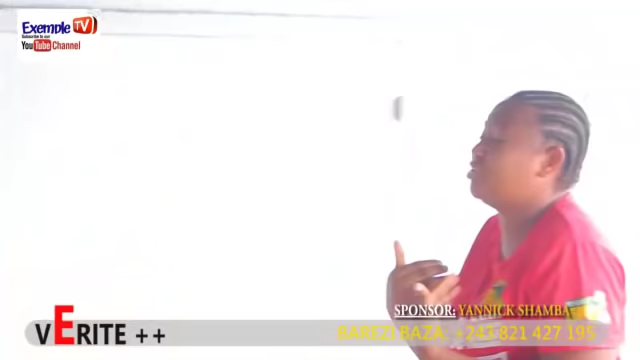 Exemple TV
Subscribe to our
YouTube Channel
SPONSOR: YANNICK SHAMBA
BAREZI BAZA: +243 821 427 195
VERITE ++